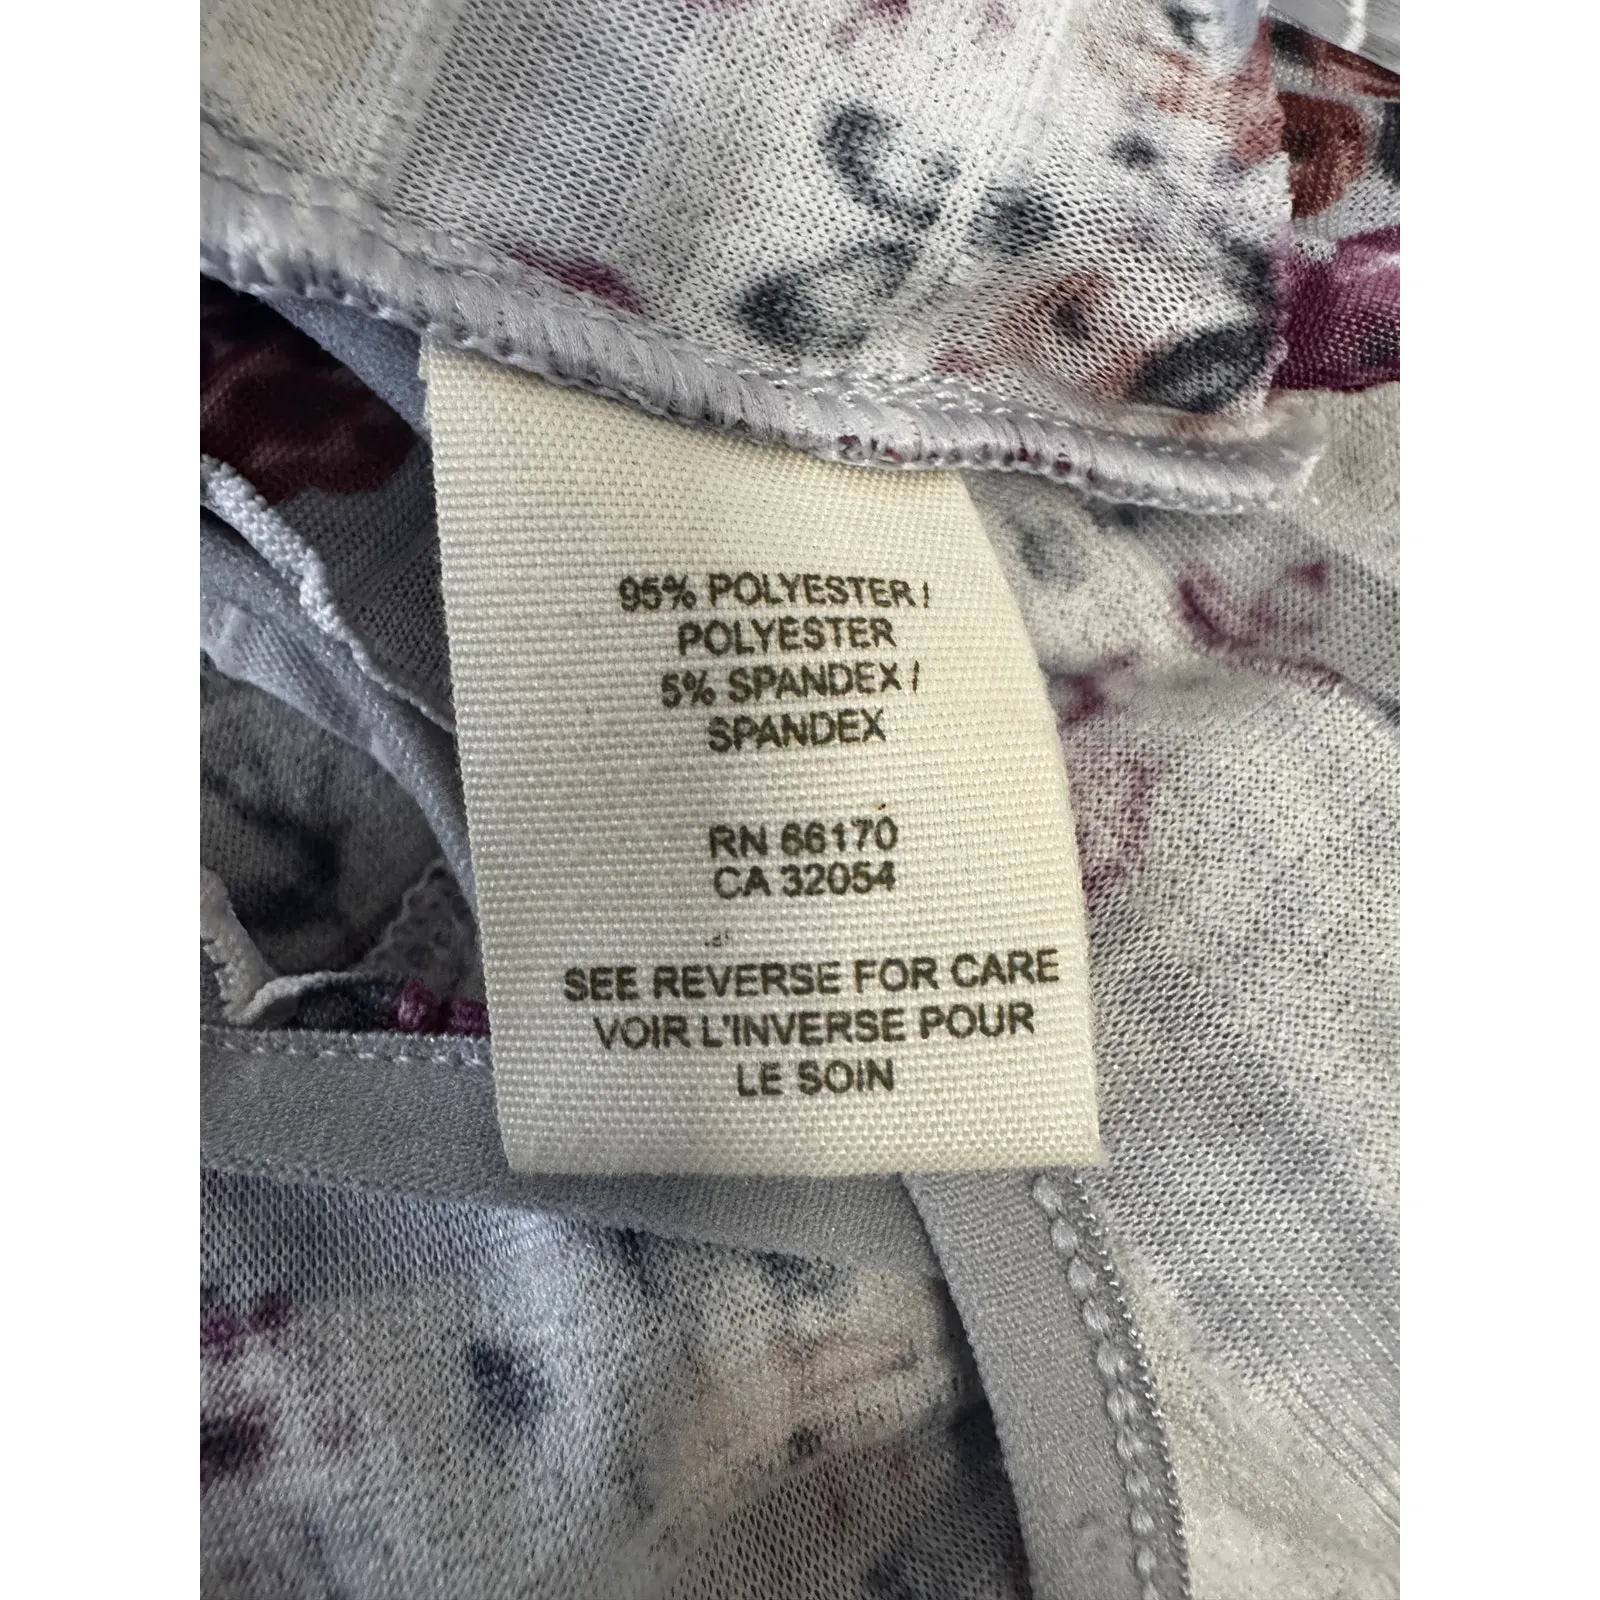 95% POLYESTER /
POLYESTER
5% SPANDEX /
SPANDEX
RN 66170
CA 32054
SEE REVERSE FOR CARE
VOIR L'INVERSE POUR
LE SOIN